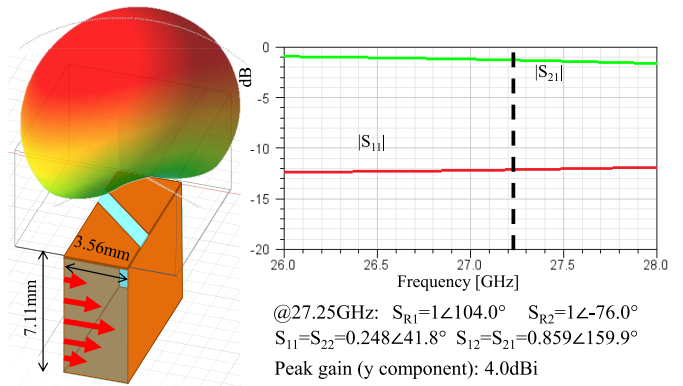 0
dB
-5
-10
-15
-20
|S21|
|S11|
26.0 26.5 27.0 27.5 28.0
Frequency [GHz]
3.56mm
7.11mm
@27.25GHz: SR1=1∠104.0° SR2=1∠-76.0°
S11=S22=0.248∠41.8° S12=S21=0.859∠159.9°
Peak gain (y component): 4.0dBi